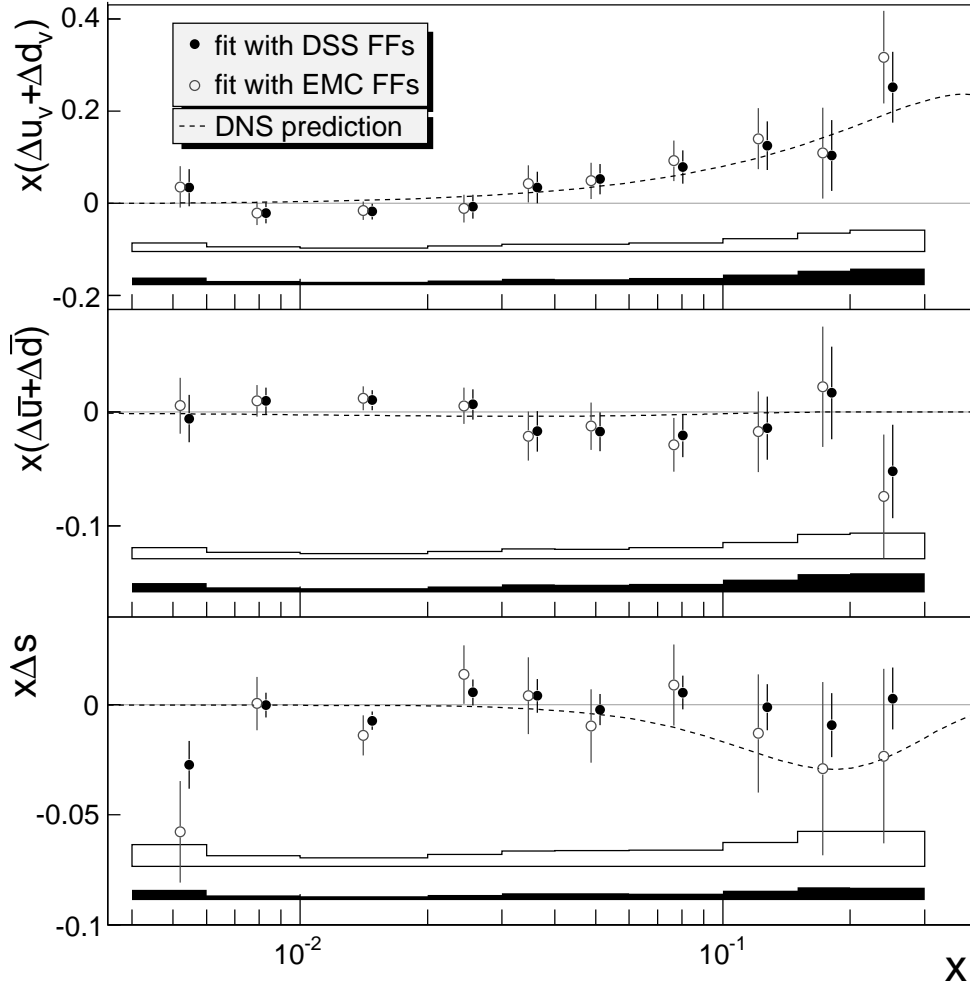 0.4
fit with DSS FFs
fit with EMC FFs
DNS prediction
0.2
0
-0.2
x(Δu_v+Δd_v)
0
-0.1
x(Δu̅+Δd̅)
0
-0.05
-0.1
xΔs
10^-2
10^-1
x